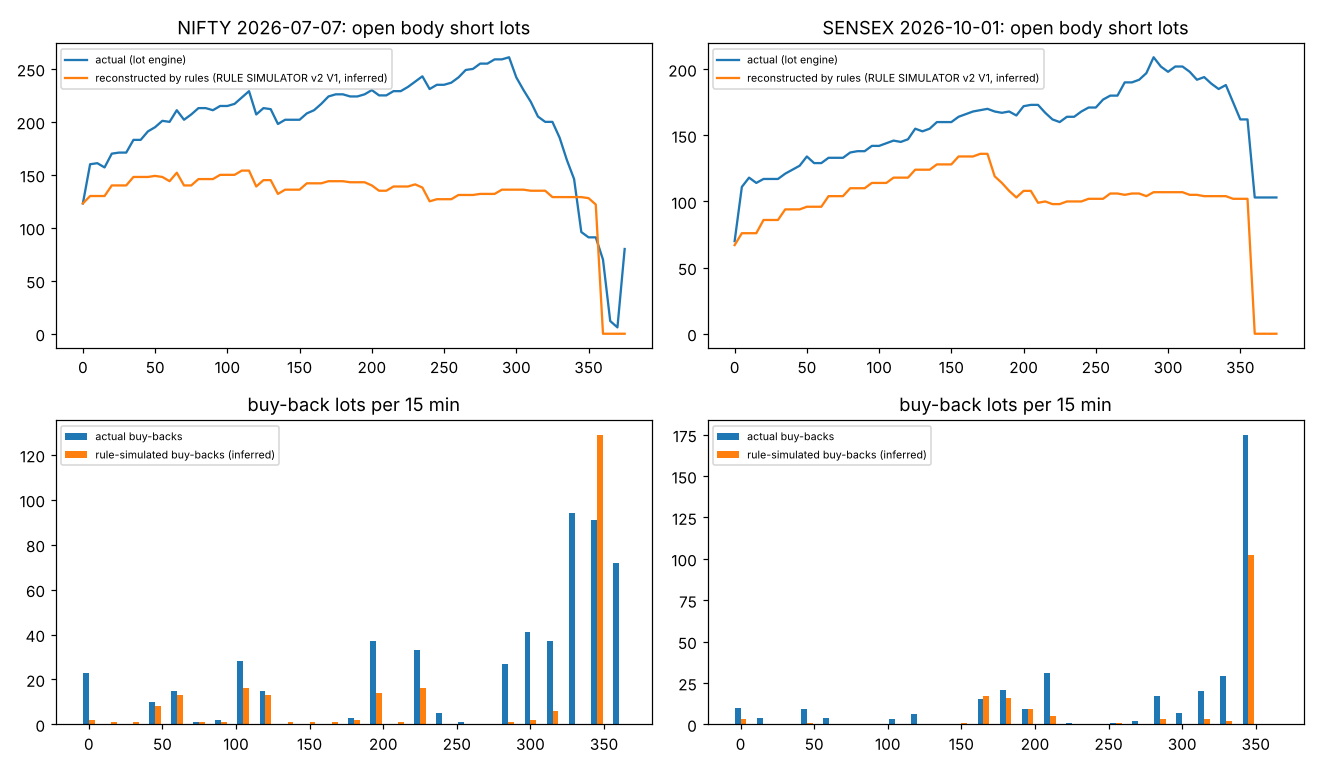 NIFTY 2026-07-07: open body short lots
actual (lot engine)
reconstructed by rules (RULE SIMULATOR v2 V1, inferred)
250
200
150
100
50
0
0 50 100 150 200 250 300 350
SENSEX 2026-10-01: open body short lots
actual (lot engine)
reconstructed by rules (RULE SIMULATOR v2 V1, inferred)
200
150
100
50
0
0 50 100 150 200 250 300 350
buy-back lots per 15 min
actual buy-backs
rule-simulated buy-backs (inferred)
120
100
80
60
40
20
0
0 50 100 150 200 250 300 350
buy-back lots per 15 min
actual buy-backs
rule-simulated buy-backs (inferred)
175
150
125
100
75
50
25
0
0 50 100 150 200 250 300 350